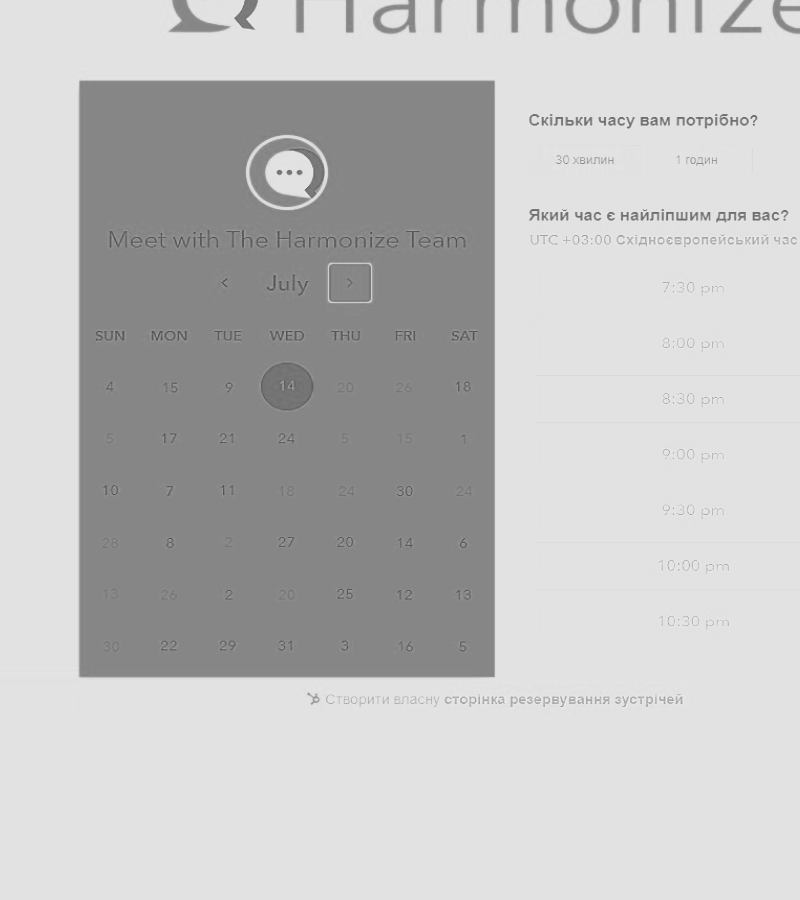 Harmonize
Meet with The Harmonize Team
July
SUN MON TUE WED THU FRI SAT
4 15 9 14 20 26 18
5 17 21 24 5 15 1
10 7 11 18 24 30 24
28 8 2 27 20 14 6
13 26 2 20 25 12 13
30 22 29 31 3 16 5
Скільки часу вам потрібно?
30 хвилин 1 годин
Який час є найліпшим для вас?
UTC +03:00 Східноєвропейський час
7:30 pm
8:00 pm
8:30 pm
9:00 pm
9:30 pm
10:00 pm
10:30 pm
Створити власну сторінка резервування зустрічей